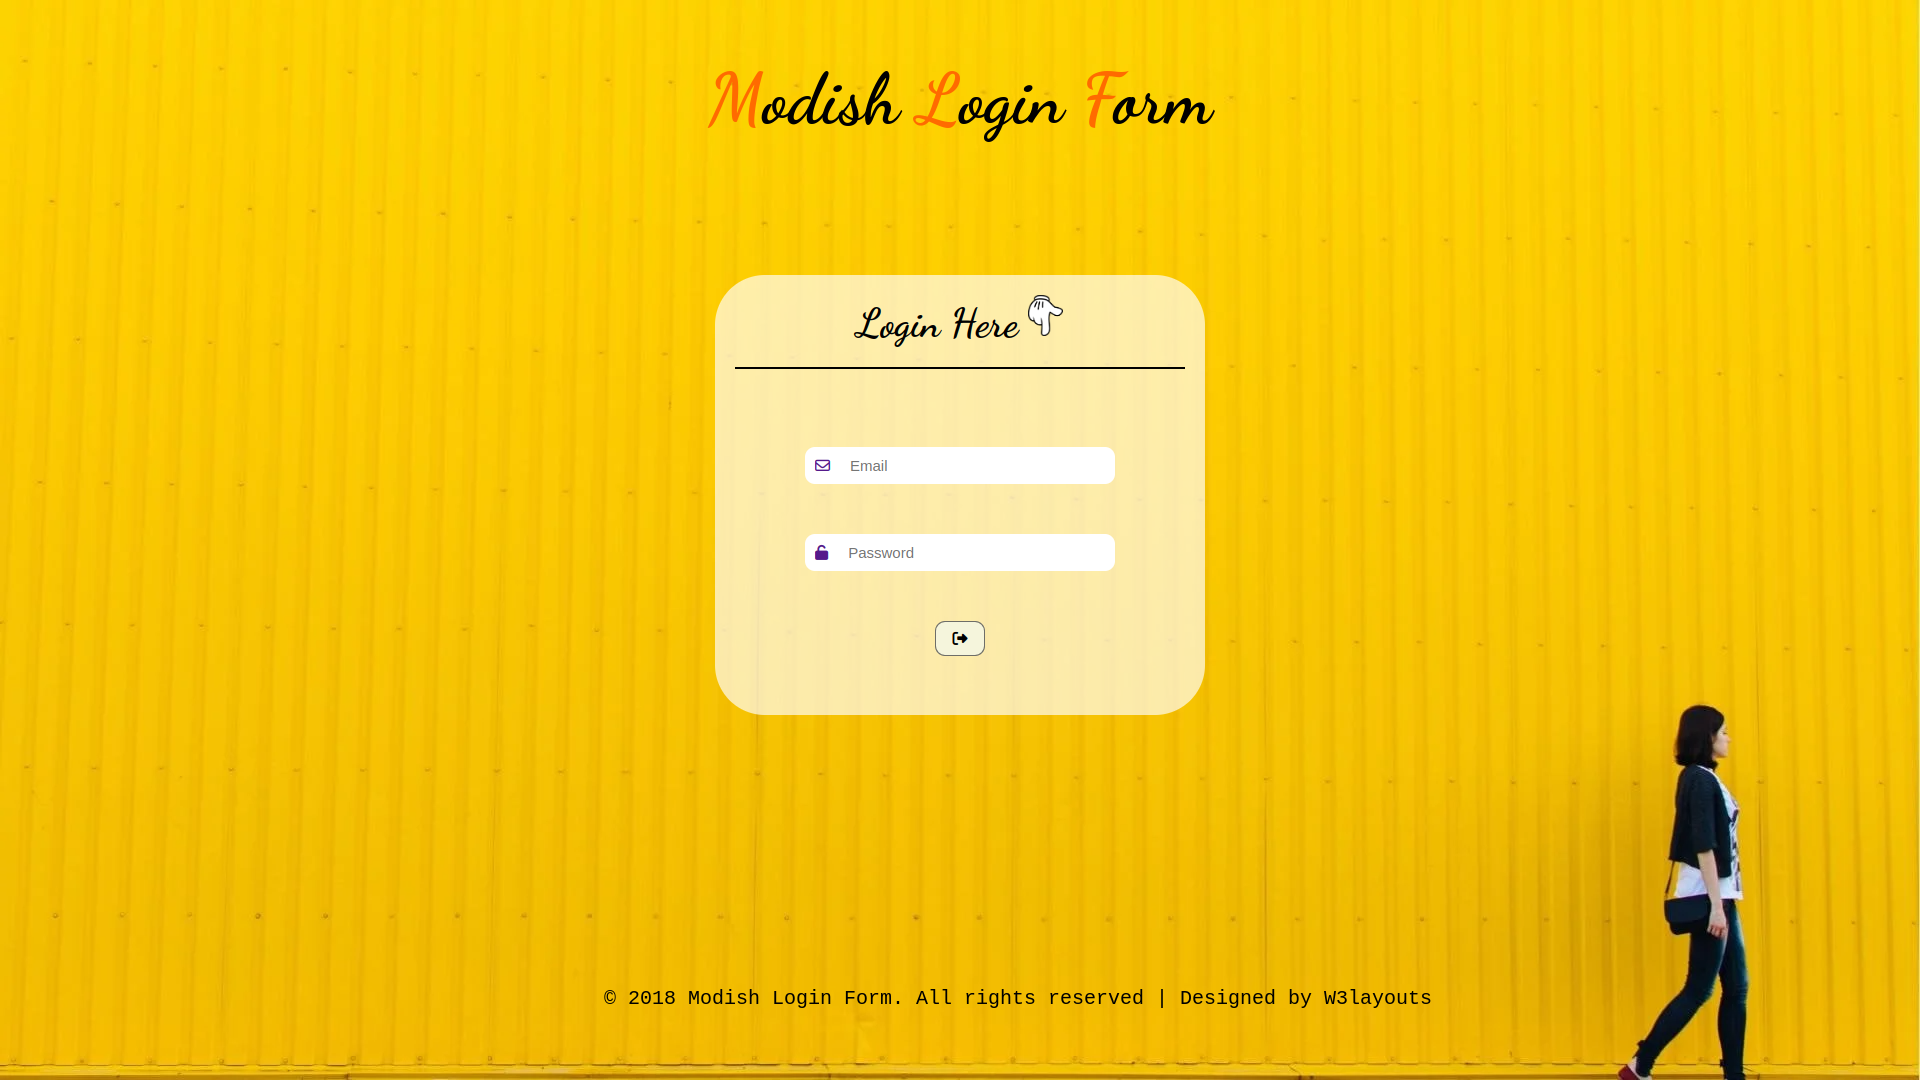 Modish Login Form
Login Here
Email
Password
© 2018 Modish Login Form. All rights reserved | Designed by W3layouts